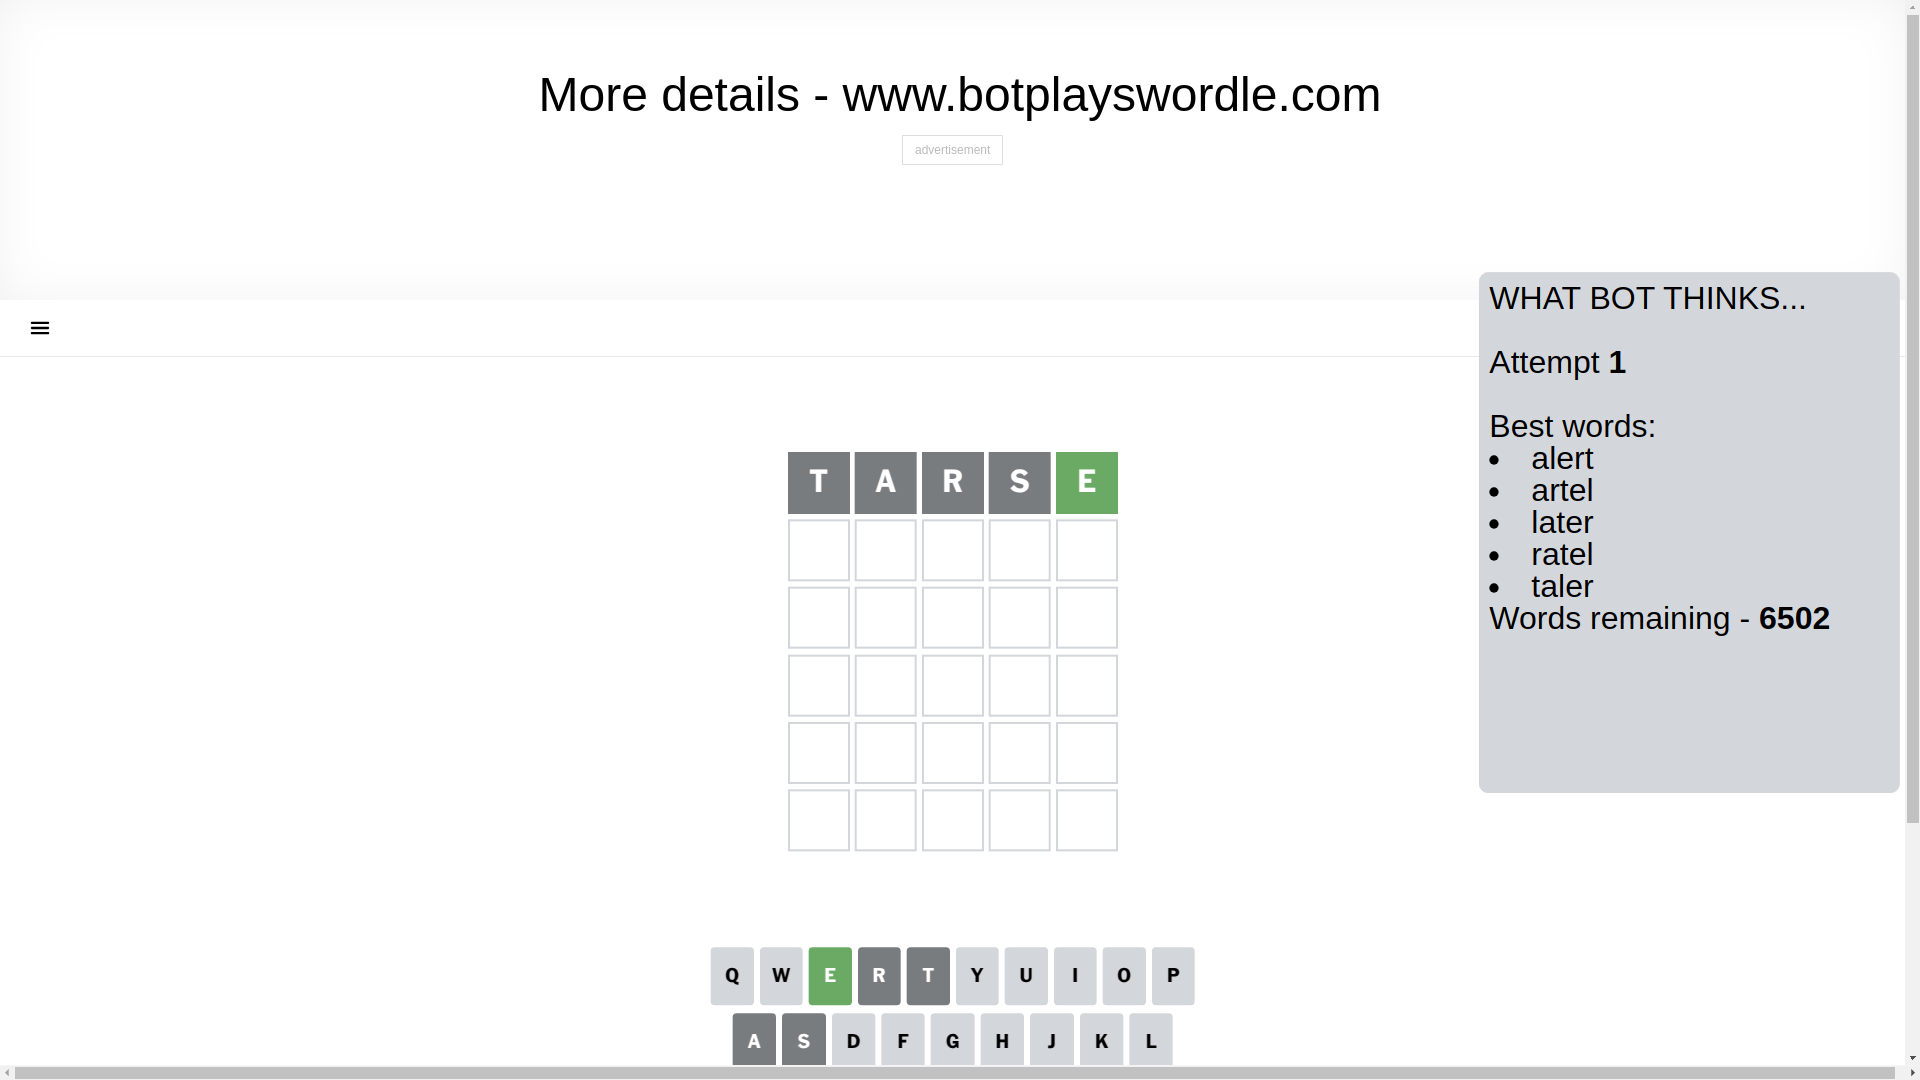 More details - www.botplayswordle.com
advertisement
WHAT BOT THINKS...
Attempt 1
Best words:
alert
artel
later
ratel
taler
Words remaining - 6502
T A R S E
Q W E R T Y U I O P
A S D F G H J K L